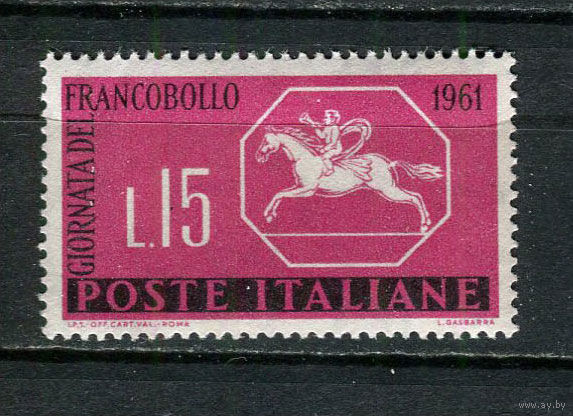 GIORNATA DEL
FRANCOBOLLO 1961
L.15
POSTE ITALIANE
I.P.S. OFF. CART. VAL. - ROMA L. GASBARRA
www.ay.by